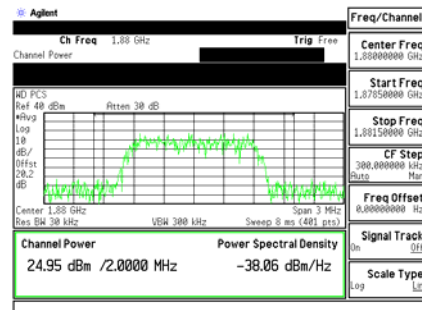 Agilent
Freq/Channel
Ch Freq 1.88 GHz Trig Free
Channel Power
Center Freq
1.88000000 GHz
Start Freq
1.87850000 GHz
Stop Freq
1.88150000 GHz
CF Step
300.000000 kHz
Auto Man
Freq Offset
0.00000000 Hz
Signal Track
On Off
Scale Type
Log Lin
WD PCS
Ref 40 dBm Atten 30 dB
#Avg
Log
10
dB/
Offst
20.2
dB
Center 1.88 GHz Span 3 MHz
Res BW 30 kHz VBW 300 kHz Sweep 8 ms (401 pts)
Channel Power Power Spectral Density
24.95 dBm /2.0000 MHz -38.06 dBm/Hz